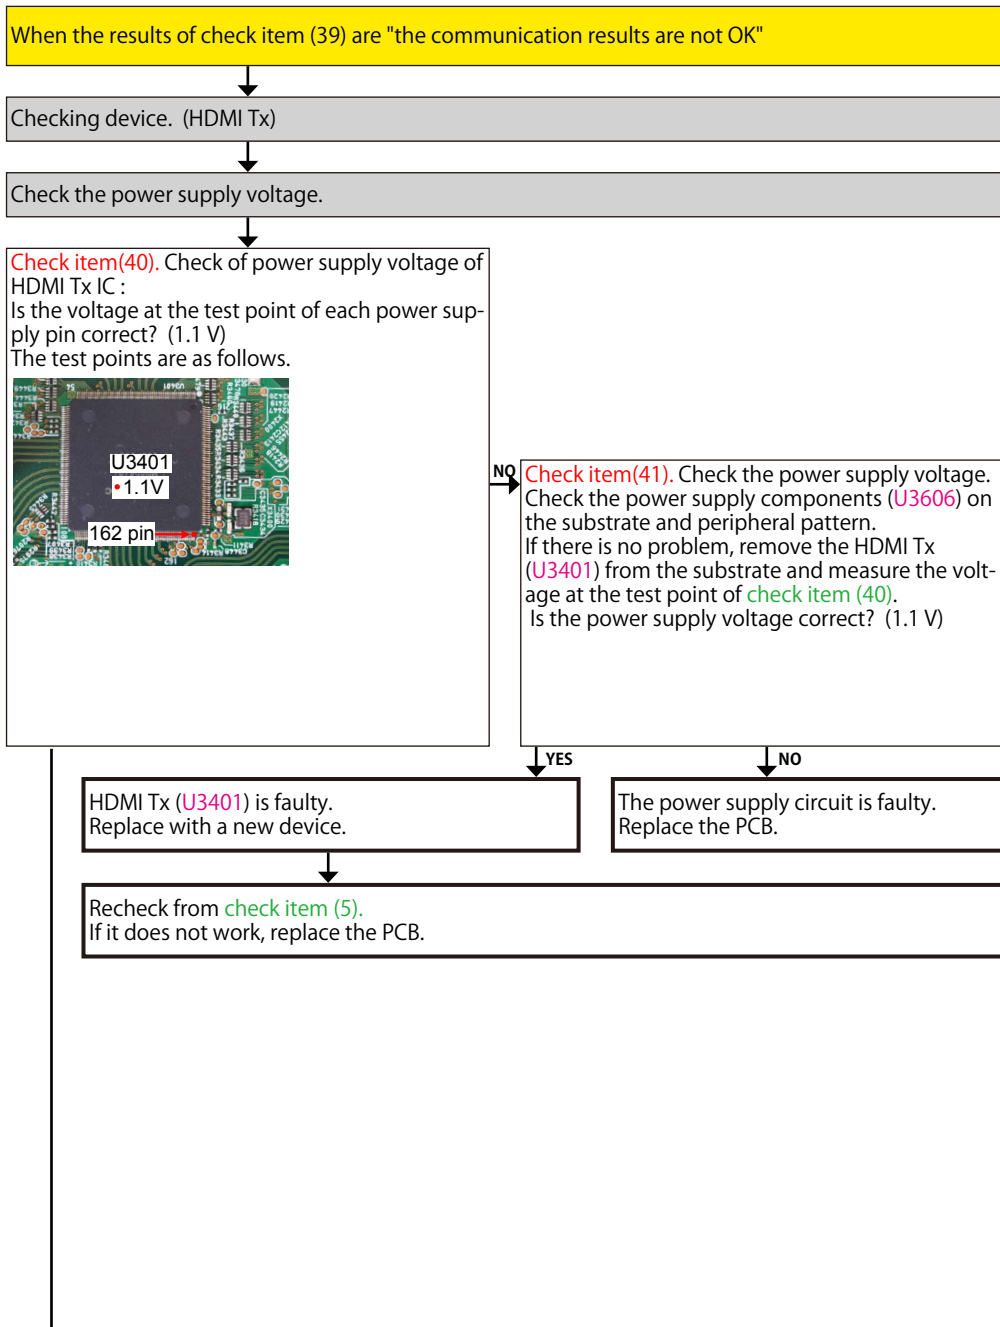 When the results of check item (39) are "the communication results are not OK"
Checking device. (HDMI Tx)
Check the power supply voltage.
Check item(40). Check of power supply voltage of
HDMI Tx IC :
Is the voltage at the test point of each power sup-
ply pin correct? (1.1 V)
The test points are as follows.
U3401
U3401
•1.1V
162 pin
162
NO
Check item(41). Check the power supply voltage.
Check the power supply components (U3606) on
the substrate and peripheral pattern.
If there is no problem, remove the HDMI Tx
(U3401) from the substrate and measure the volt-
age at the test point of check item (40).
Is the power supply voltage correct? (1.1 V)
YES
NO
HDMI Tx (U3401) is faulty.
Replace with a new device.
The power supply circuit is faulty.
Replace the PCB.
Recheck from check item (5).
If it does not work, replace the PCB.